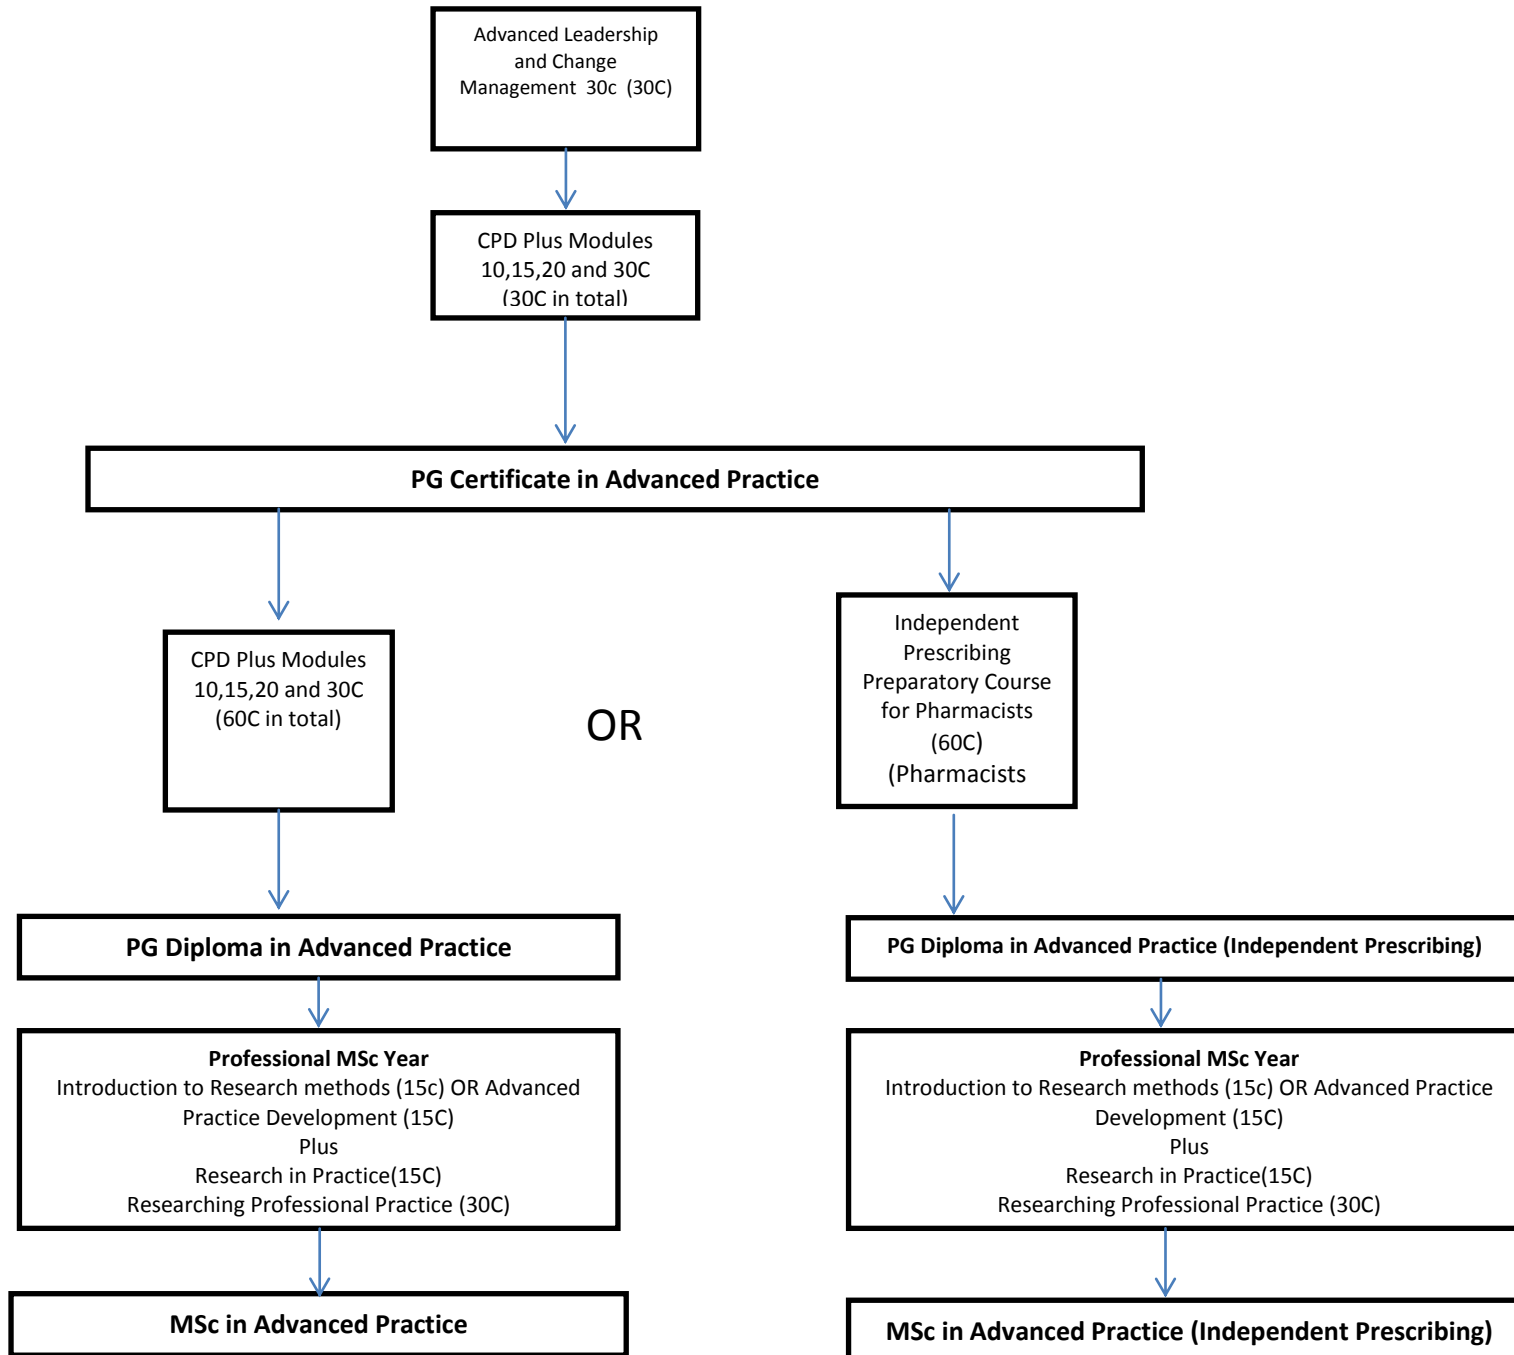 Advanced Leadership
and Change
Management 30c (30C)
CPD Plus Modules
10,15,20 and 30C
(30C in total)
PG Certificate in Advanced Practice
CPD Plus Modules
10,15,20 and 30C
(60C in total)
OR
Independent
Prescribing
Preparatory Course
for Pharmacists
(60C)
(Pharmacists
PG Diploma in Advanced Practice
PG Diploma in Advanced Practice (Independent Prescribing)
Professional MSc Year
Introduction to Research methods (15c) OR Advanced
Practice Development (15C)
Plus
Research in Practice(15C)
Researching Professional Practice (30C)
Professional MSc Year
Introduction to Research methods (15c) OR Advanced Practice
Development (15C)
Plus
Research in Practice(15C)
Researching Professional Practice (30C)
MSc in Advanced Practice
MSc in Advanced Practice (Independent Prescribing)